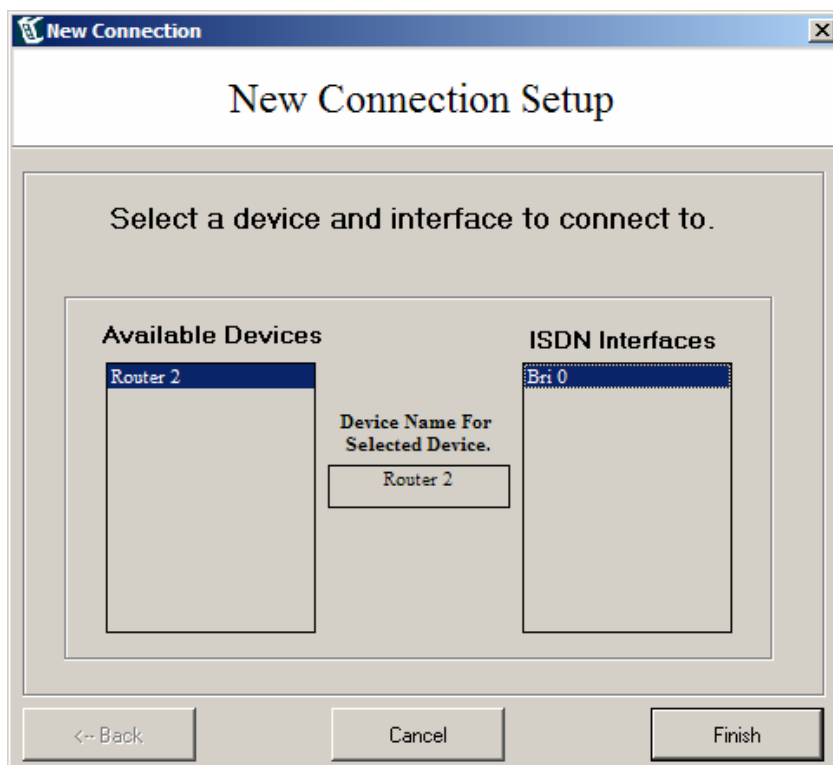 New Connection
New Connection Setup
Select a device and interface to connect to.
Available Devices
ISDN Interfaces
Router 2
Bri 0
Device Name For
Selected Device.
Router 2
<-- Back
Cancel
Finish